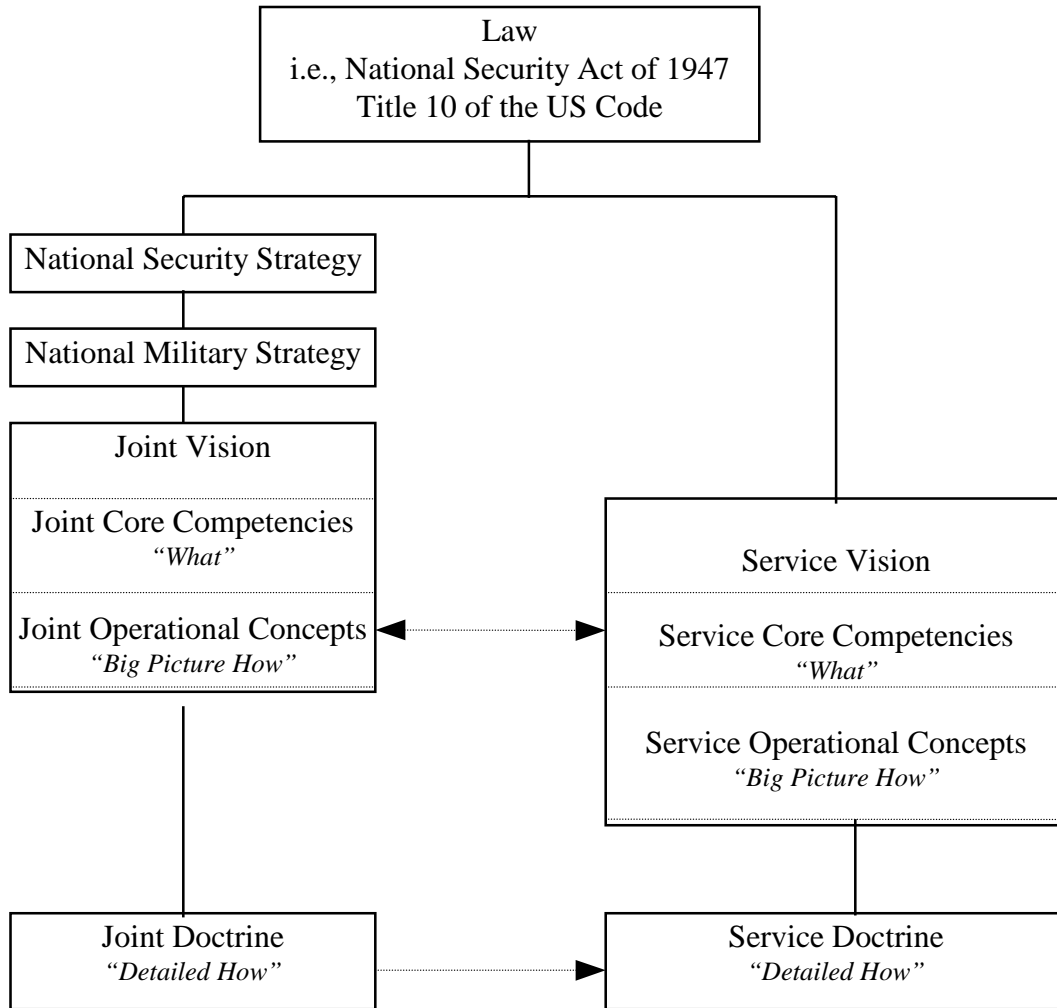 Law
i.e., National Security Act of 1947
Title 10 of the US Code
National Security Strategy
National Military Strategy
Joint Vision
Joint Core Competencies
“What”
Joint Operational Concepts
“Big Picture How”
Service Vision
Service Core Competencies
“What”
Service Operational Concepts
“Big Picture How”
Joint Doctrine
“Detailed How”
Service Doctrine
“Detailed How”